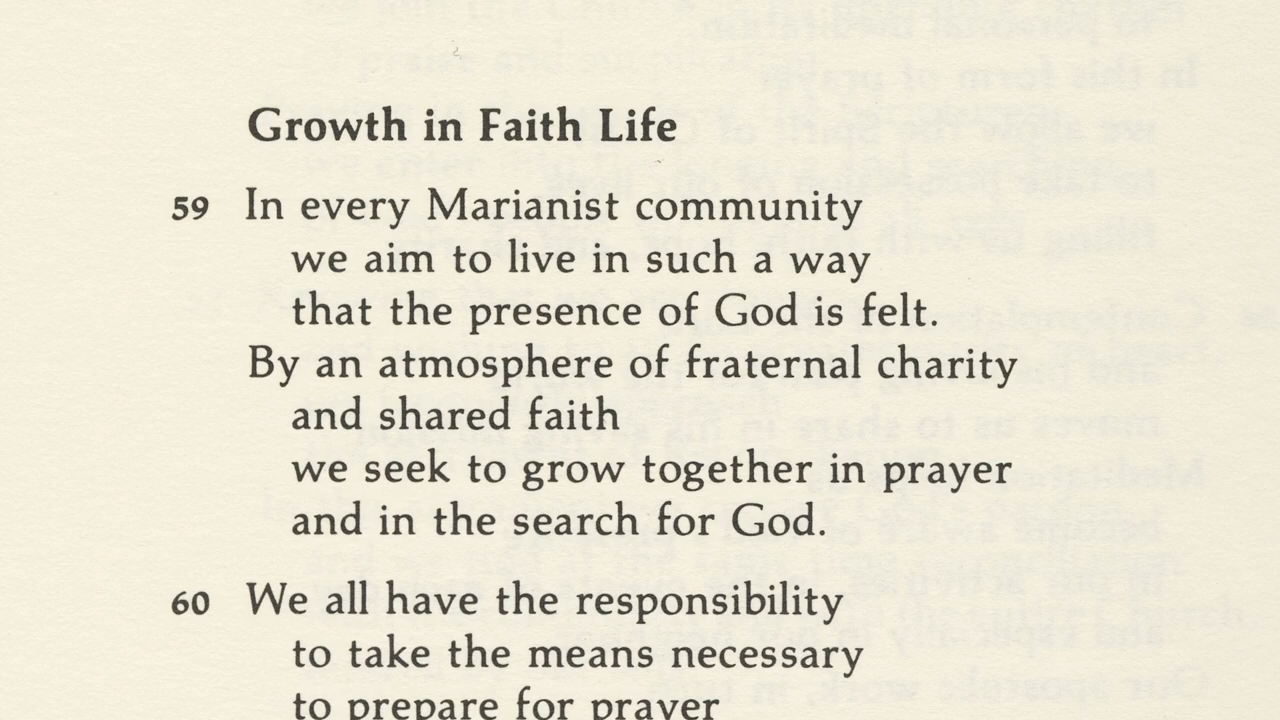 Growth in Faith Life
59 In every Marianist community
we aim to live in such a way
that the presence of God is felt.
By an atmosphere of fraternal charity
and shared faith
we seek to grow together in prayer
and in the search for God.
60 We all have the responsibility
to take the means necessary
to prepare for prayer